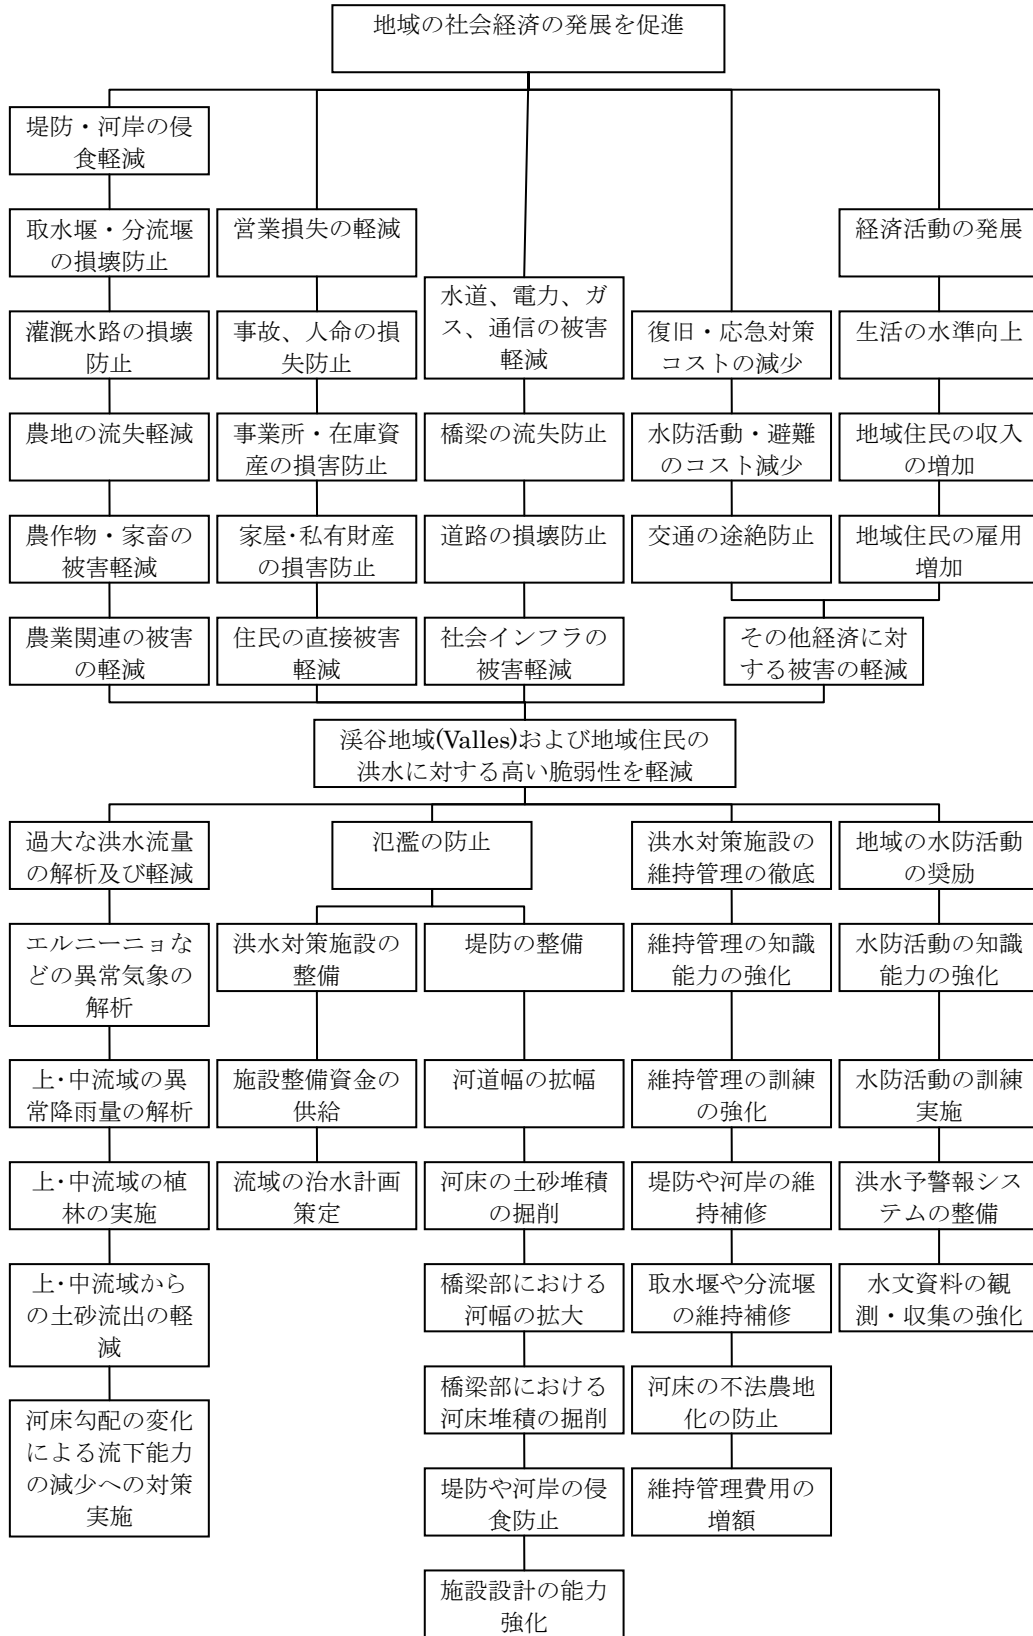 地域の社会経済の発展を促進
堤防・河岸の侵
食軽減
取水堰・分流堰
の損壊防止
灌漑水路の損壊
防止
農地の流失軽減
農作物・家畜の
被害軽減
農業関連の被害
の軽減
営業損失の軽減
事故、人命の損
失防止
事業所・在庫資
産の損害防止
家屋・私有財産
の損害防止
住民の直接被害
軽減
水道、電力、ガ
ス、通信の被害
軽減
橋梁の流失防止
道路の損壊防止
社会インフラの
被害軽減
復旧・応急対策
コストの減少
水防活動・避難
のコスト減少
交通の途絶防止
経済活動の発展
生活の水準向上
地域住民の収入
の増加
地域住民の雇用
増加
その他経済に対
する被害の軽減
渓谷地域(Valles)および地域住民の
洪水に対する高い脆弱性を軽減
過大な洪水流量
の解析及び軽減
エルニーニョな
どの異常気象の
解析
上・中流域の異
常降雨量の解析
上・中流域の植
林の実施
上・中流域から
の土砂流出の軽
減
河床勾配の変化
による流下能力
の減少への対策
実施
氾濫の防止
洪水対策施設の
整備
施設整備資金の
供給
流域の治水計画
策定
堤防の整備
河道幅の拡幅
河床の土砂堆積
の掘削
橋梁部における
河幅の拡大
橋梁部における
河床堆積の掘削
堤防や河岸の侵
食防止
施設設計の能力
強化
洪水対策施設の
維持管理の徹底
維持管理の知識
能力の強化
維持管理の訓練
の強化
堤防や河岸の維
持補修
取水堰や分流堰
の維持補修
河床の不法農地
化の防止
維持管理費用の
増額
地域の水防活動
の奨励
水防活動の知識
能力の強化
水防活動の訓練
実施
洪水予警報シス
テムの整備
水文資料の観
測・収集の強化